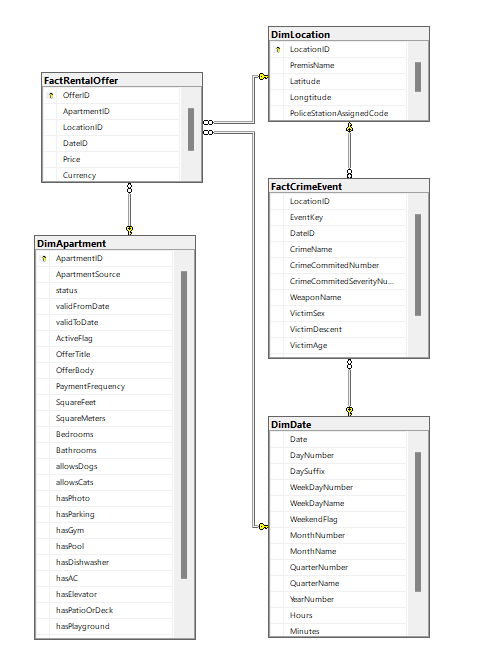 DimLocation
LocationID
PremisName
Latitude
Longtitude
PoliceStationAssignedCode
FactRentalOffer
OfferID
ApartmentID
LocationID
DateID
Price
Currency
FactCrimeEvent
LocationID
EventKey
DateID
CrimeName
CrimeCommitedNumber
CrimeCommitedSeverityNu...
WeaponName
VictimSex
VictimDescent
VictimAge
DimApartment
ApartmentID
ApartmentSource
status
validFromDate
validToDate
ActiveFlag
OfferTitle
OfferBody
PaymentFrequency
SquareFeet
SquareMeters
Bedrooms
Bathrooms
allowsDogs
allowsCats
hasPhoto
hasParking
hasGym
hasPool
hasDishwasher
hasAC
hasElevator
hasPatioOrDeck
hasPlayground
DimDate
Date
DayNumber
DaySuffix
WeekDayNumber
WeekDayName
WeekendFlag
MonthNumber
MonthName
QuarterNumber
QuarterName
YearNumber
Hours
Minutes